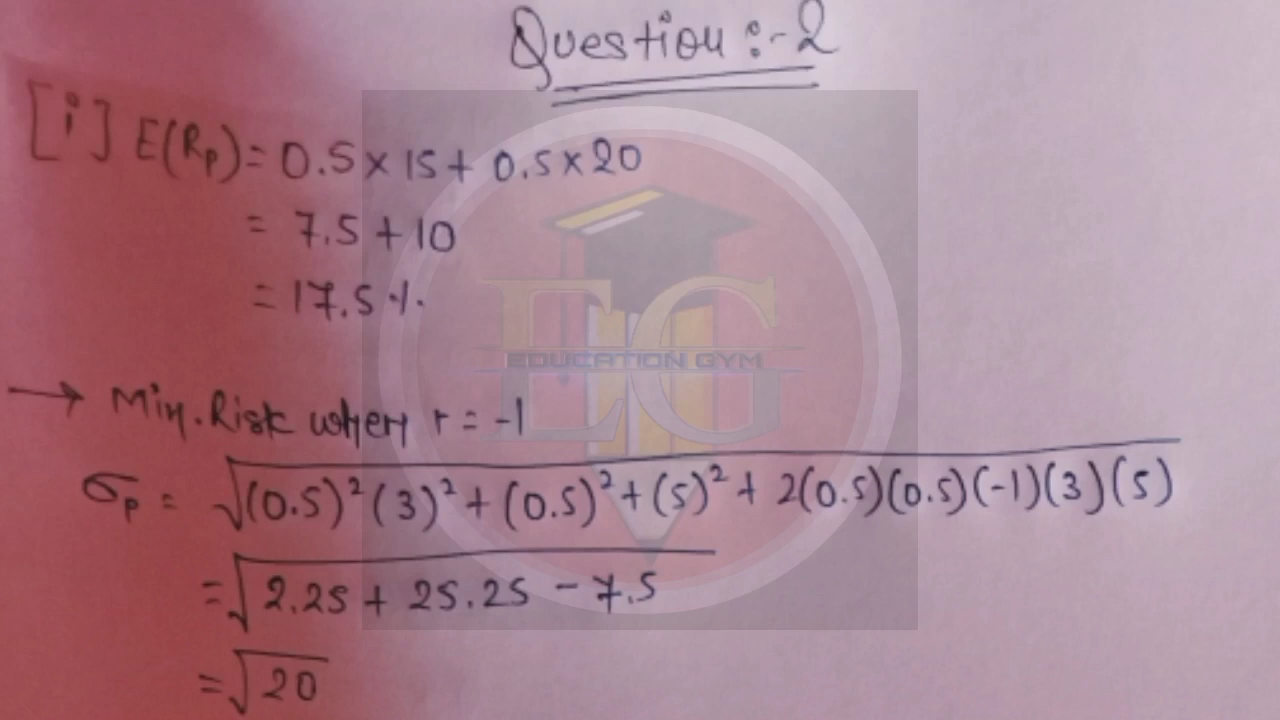 Question :- 2
[i] E(Rp) = 0.5 × 15 + 0.5 × 20
= 7.5 + 10
= 17.5 %.
EG
EDUCATION GYM
→ Min. Risk when r = -1
σp = √(0.5)²(3)² + (0.5)² + (5)² + 2(0.5)(0.5)(-1)(3)(5)
= √2.25 + 25.25 - 7.5
= √20